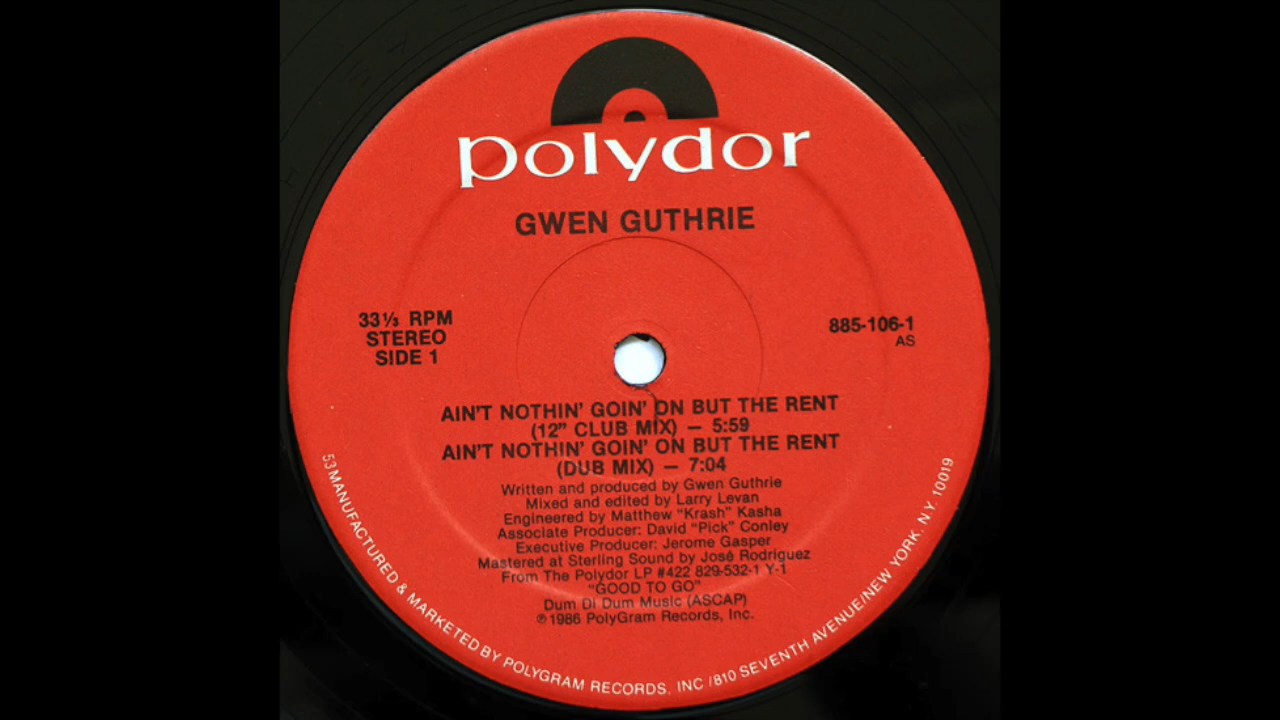 polydor
GWEN GUTHRIE
33⅓ RPM
STEREO
SIDE 1
885-106-1
AS
AIN'T NOTHIN' GOIN' ON BUT THE RENT
(12" CLUB MIX) — 5:59
AIN'T NOTHIN' GOIN' ON BUT THE RENT
(DUB MIX) — 7:04
Written and produced by Gwen Guthrie
Mixed and edited by Larry Levan
Engineered by Matthew "Krash" Kasha
Associate Producer: David "Pick" Conley
Executive Producer: Jerome Gasper
Mastered at Sterling Sound by José Rodriguez
From The Polydor LP #422 829-532-1 Y-1
"GOOD TO GO"
Dum Di Dum Music (ASCAP)
℗1986 PolyGram Records, Inc.
53 MANUFACTURED & MARKETED BY POLYGRAM RECORDS, INC / 810 SEVENTH AVENUE/NEW YORK, N.Y. 10019